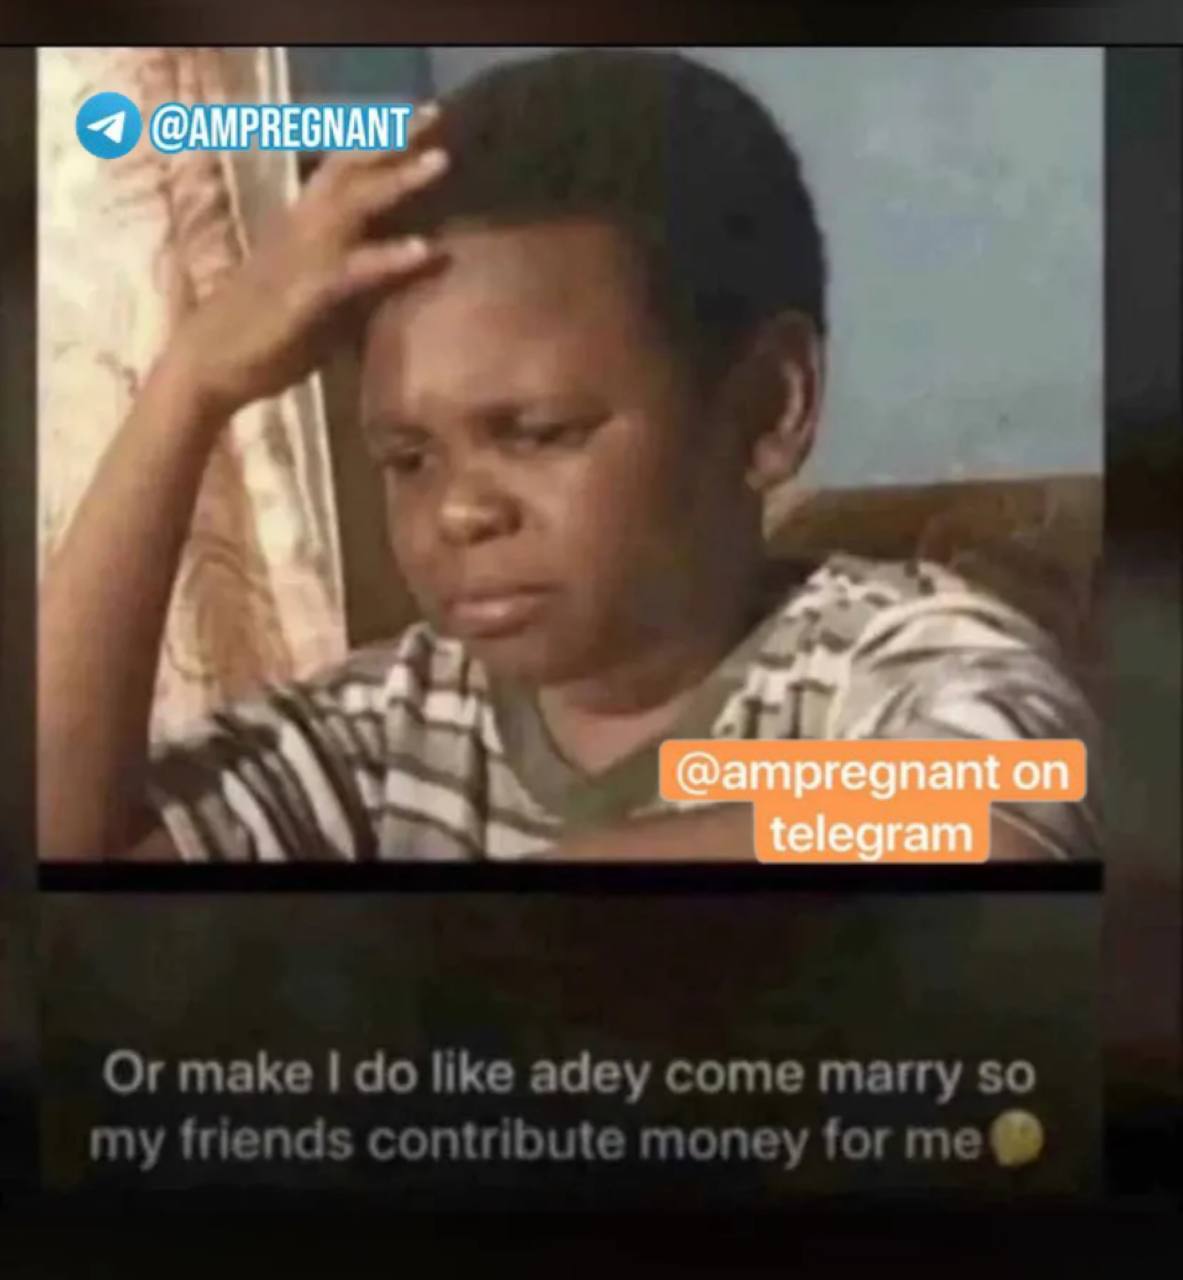 @AMPREGNANT
@ampregnant on
telegram
Or make I do like adey come marry so
my friends contribute money for me🤔